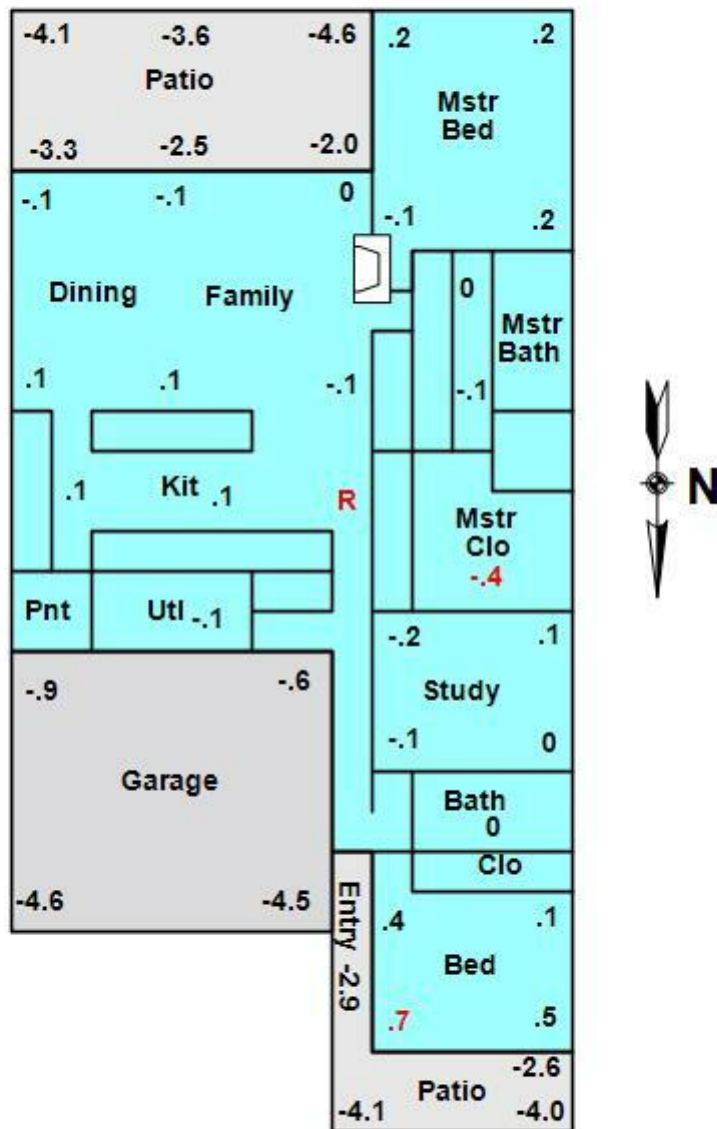 -4.1 -3.6 -4.6 .2 .2
Patio
Mstr
Bed
-3.3 -2.5 -2.0
-.1 -.1 0 -.1 .2
Dining Family 0
Mstr
Bath
.1 .1 -.1 -.1
.1 Kit .1 R
N
Mstr
Clo
-.4
Pnt Utl -.1
-.2 .1
-.9 -.6
Study
-.1 0
Garage
Bath
0
Clo
-4.6 -4.5
Entry -2.9
.4 .1
Bed
.7 .5
-2.6
Patio
-4.1 -4.0